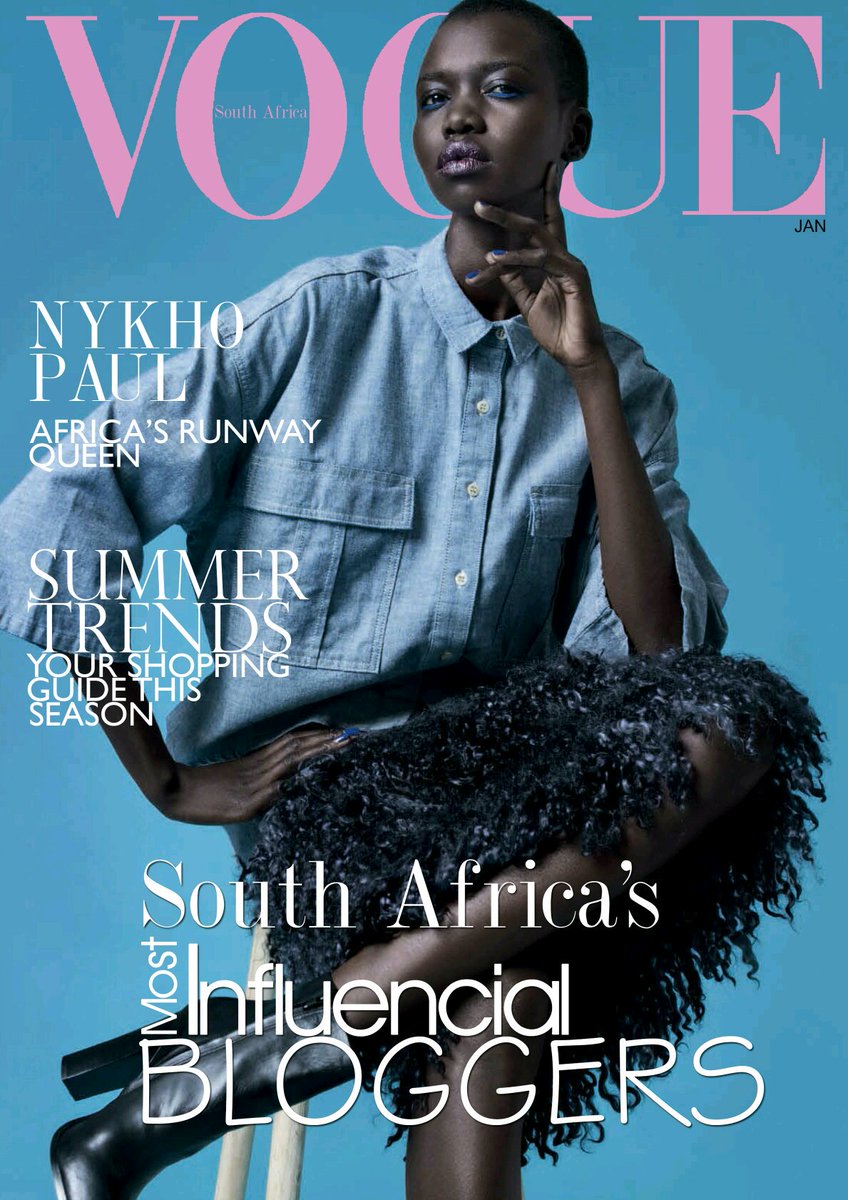 VOGUE
South Africa
JAN
NYKHO
PAUL
AFRICA'S RUNWAY
QUEEN
SUMMER
TRENDS
YOUR SHOPPING
GUIDE THIS
SEASON
South Africa's
Most
Influencial
BLOGGERS